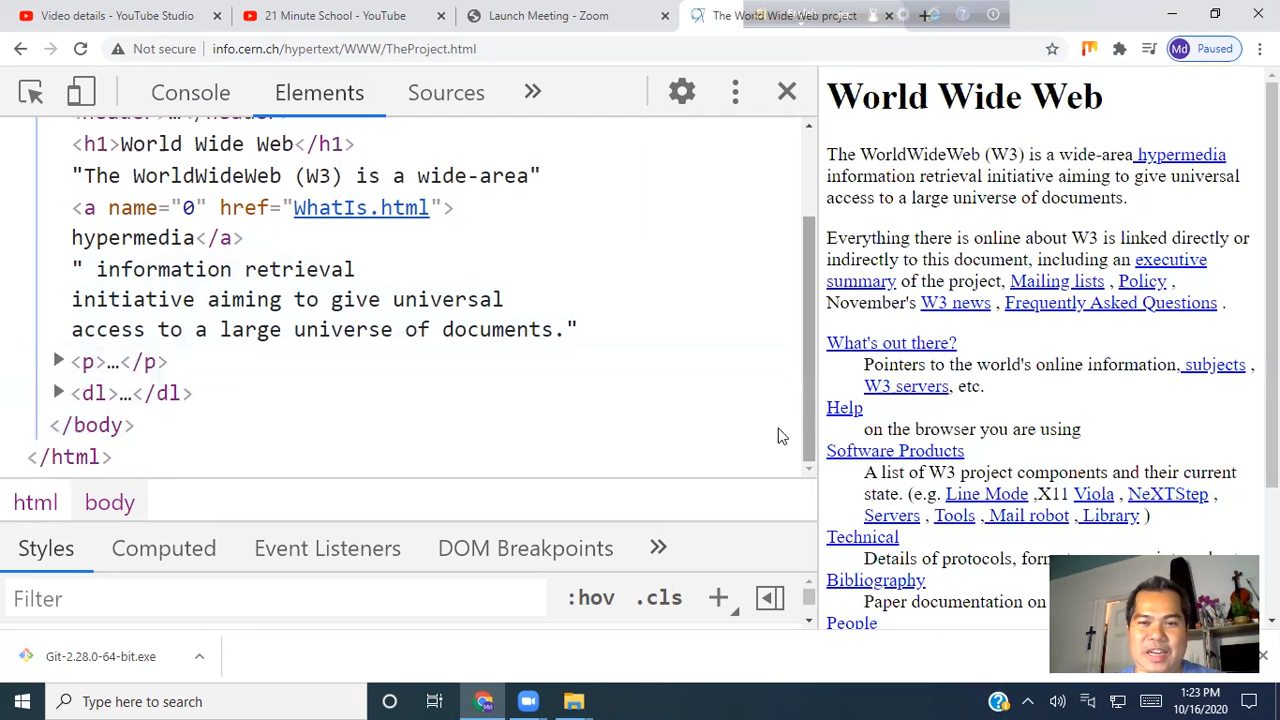 Video details - YouTube Studio
21 Minute School - YouTube
Launch Meeting - Zoom
The World Wide Web project
Not secure
info.cern.ch/hypertext/WWW/TheProject.html
Md
Paused
Console
Elements
Sources
<h1>World Wide Web</h1>
"The WorldWideWeb (W3) is a wide-area"
<a name="0" href="WhatIs.html">
hypermedia</a>
" information retrieval
initiative aiming to give universal
access to a large universe of documents."
<p>…</p>
<dl>…</dl>
</body>
</html>
html
body
Styles
Computed
Event Listeners
DOM Breakpoints
Filter
:hov
.cls
World Wide Web
The WorldWideWeb (W3) is a wide-area hypermedia
information retrieval initiative aiming to give universal
access to a large universe of documents.
Everything there is online about W3 is linked directly or
indirectly to this document, including an executive
summary of the project, Mailing lists , Policy ,
November's W3 news , Frequently Asked Questions .
What's out there?
Pointers to the world's online information, subjects ,
W3 servers, etc.
Help
on the browser you are using
Software Products
A list of W3 project components and their current
state. (e.g. Line Mode ,X11 Viola , NeXTStep ,
Servers , Tools , Mail robot , Library )
Technical
Details of protocols,
Bibliography
Paper documentation on
People
Git-2.28.0-64-bit.exe
Type here to search
1:23 PM
10/16/2020